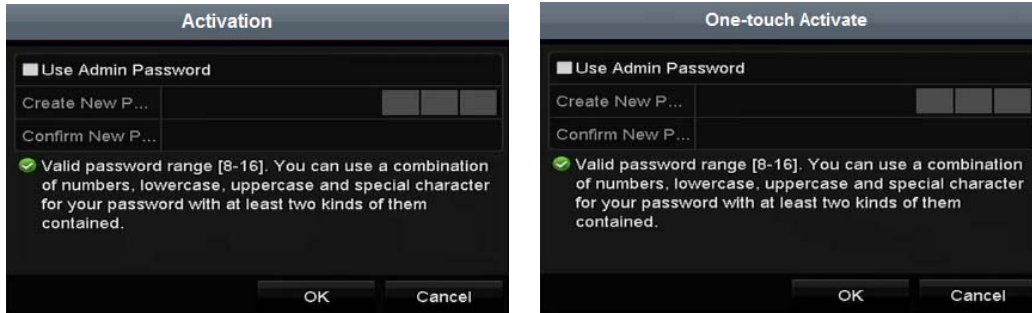 Activation
Use Admin Password
Create New P...
Confirm New P...
Valid password range [8-16]. You can use a combination
of numbers, lowercase, uppercase and special character
for your password with at least two kinds of them
contained.
OK Cancel
One-touch Activate
Use Admin Password
Create New P...
Confirm New P...
Valid password range [8-16]. You can use a combination
of numbers, lowercase, uppercase and special character
for your password with at least two kinds of them
contained.
OK Cancel